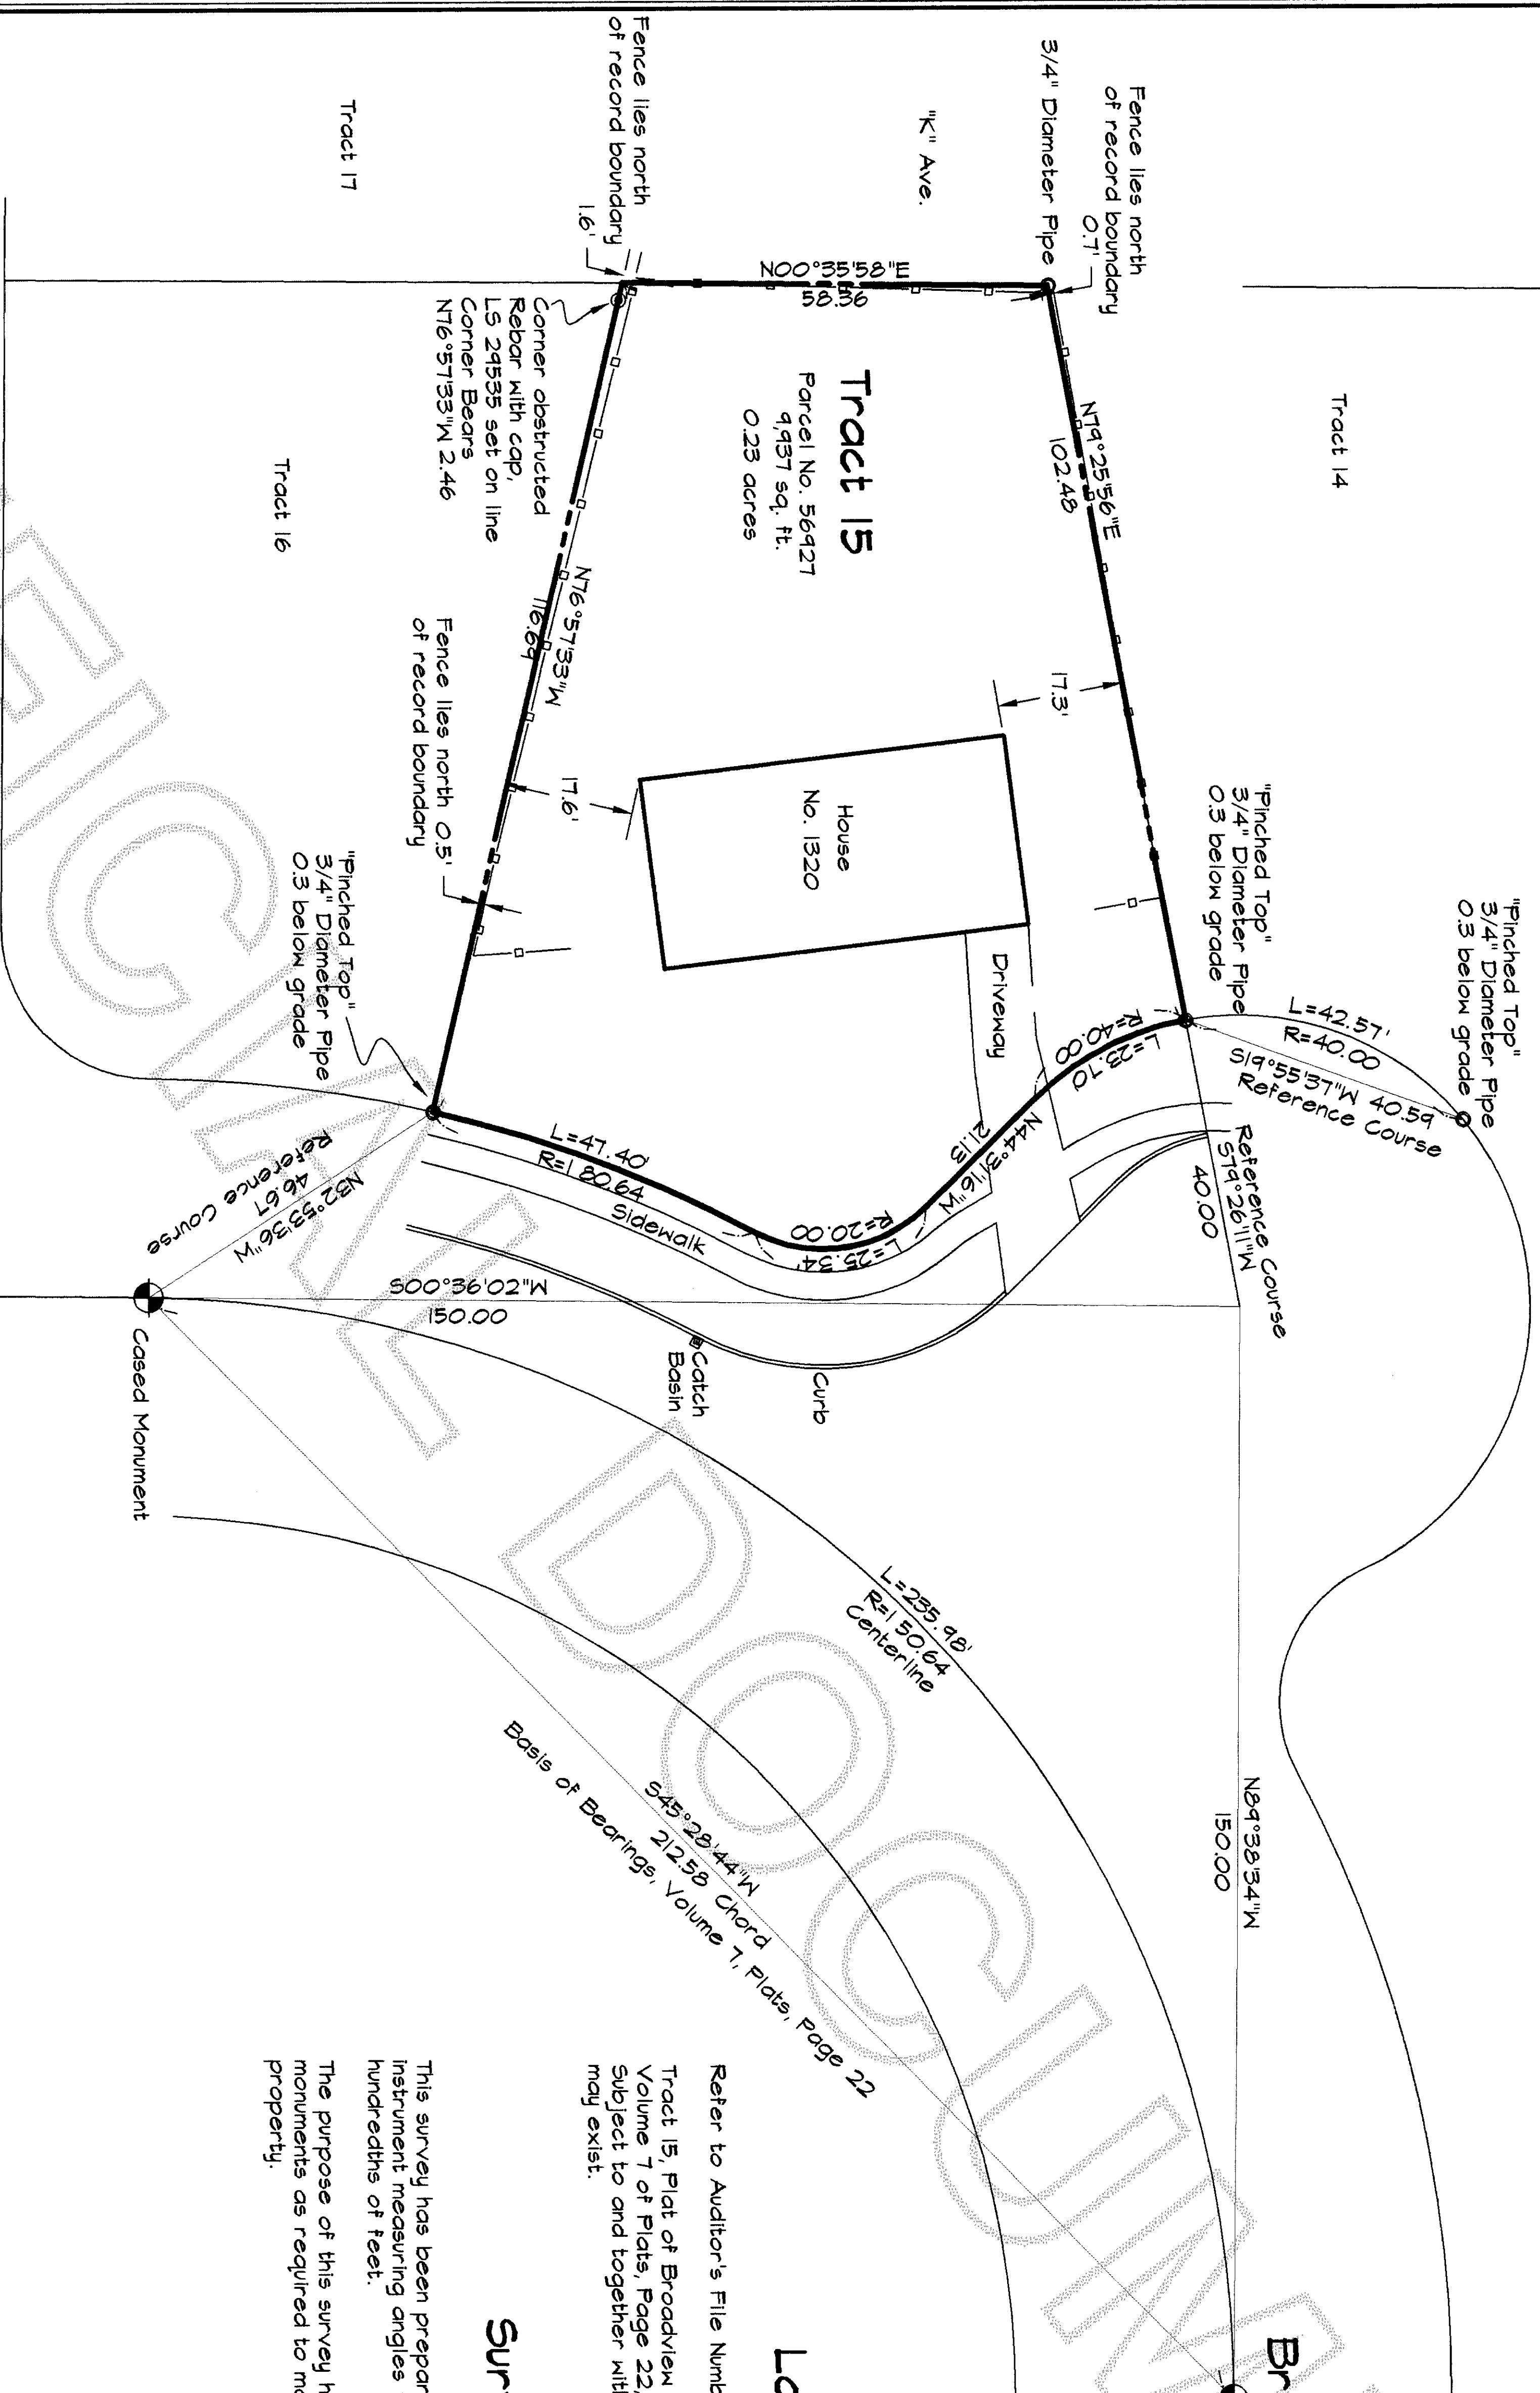 Fence lies north
of record boundary
0.7'
3/4" Diameter Pipe
"K" Ave.
Fence lies north
of record boundary
1.6'
Tract 17
Tract 14
N79°25'56"E
102.48
N00°35'58"E
58.36
Tract 15
Parcel No. 56927
9,937 sq. ft.
0.23 acres
Corner obstructed
Rebar with cap,
LS 29535 set on line
Corner Bears
N76°57'33"W 2.46
Tract 16
N76°57'33"W
116.69
Fence lies north 0.5'
of record boundary
17.3'
17.6'
House
No. 1320
Driveway
"Pinched Top"
3/4" Diameter Pipe
0.3 below grade
"Pinched Top"
3/4" Diameter Pipe
0.3 below grade
"Pinched Top"
3/4" Diameter Pipe
0.3 below grade
L=42.57'
R=40.00
S19°55'37"W 40.59
Reference Course
Reference Course
S79°26'11"W
40.00
R=40.00
L=23.70
N44°31'16"W
21.13
R=20.00
L=25.34'
L=47.40'
R=180.64
Sidewalk
N32°53'36"W
46.67
Reference Course
S00°36'02"W
150.00
Catch
Basin
Curb
Cased Monument
L=235.98'
R=150.64
Centerline
N89°38'34"W
150.00
S45°28'44"W
212.58 Chord
Basis of Bearings, Volume 7, Plats, Page 22
Br
Refer to Auditor's File Numb
Tract 15, Plat of Broadview
Volume 7 of Plats, Page 22,
Subject to and together with
may exist.
Sur
This survey has been prepar
instrument measuring angles
hundredths of feet.
The purpose of this survey h
monuments as required to ma
property.
DOCUM